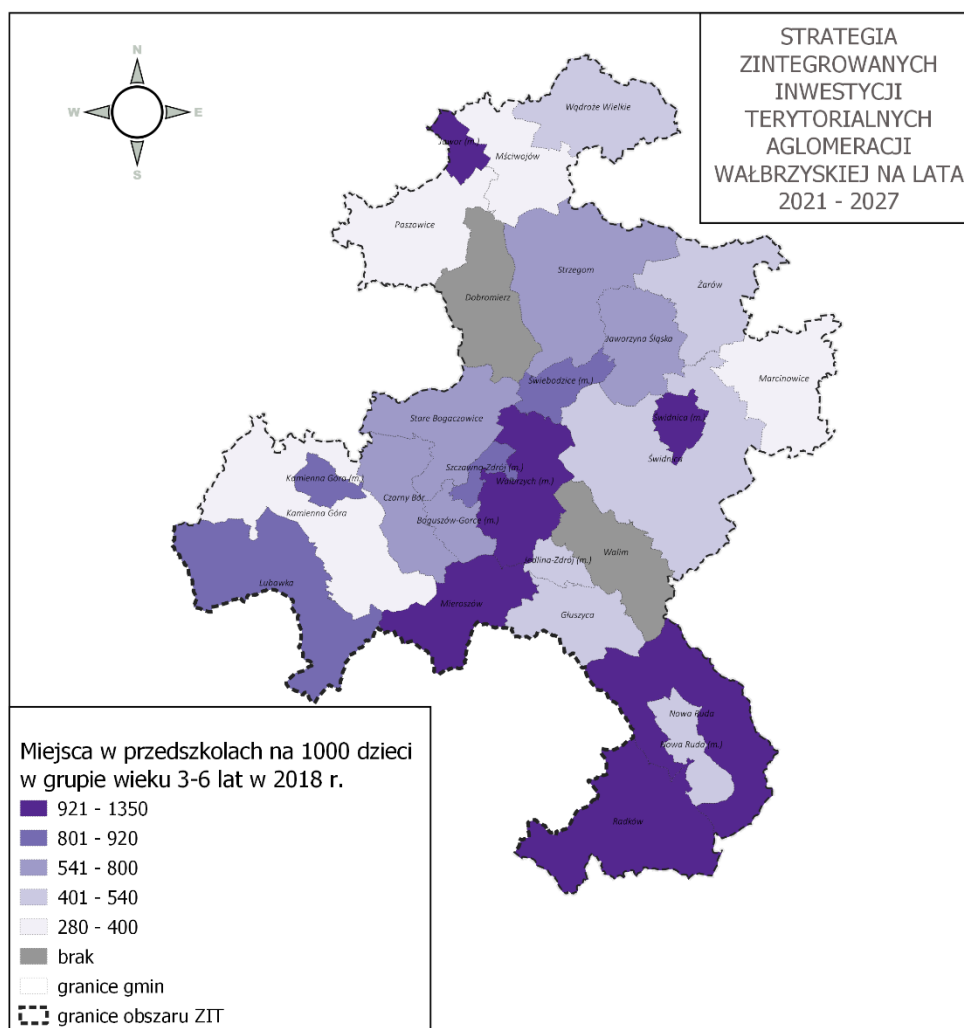 N
W
E
S
STRATEGIA
ZINTEGROWANYCH
INWESTYCJI
TERYTORIALNYCH
AGLOMERACJI
WAŁBRZYSKIEJ NA LATA
2021 - 2027
Wądroże Wielkie
Jawor (m.)
Mściwojów
Paszowice
Strzegom
Żarów
Dobromierz
Jaworzyna Śląska
Marcinowice
Świebodzice (m.)
Stare Bogaczowice
Świdnica (m.)
Świdnica
Szczawno-Zdrój (m.)
Kamienna Góra (m.)
Wałbrzych (m.)
Czarny Bór
Kamienna Góra
Boguszów-Gorce (m.)
Walim
Jedlina-Zdrój (m.)
Lubawka
Mieroszów
Głuszyca
Nowa Ruda
Nowa Ruda (m.)
Radków
Miejsca w przedszkolach na 1000 dzieci
w grupie wieku 3-6 lat w 2018 r.
921 - 1350
801 - 920
541 - 800
401 - 540
280 - 400
brak
granice gmin
granice obszaru ZIT